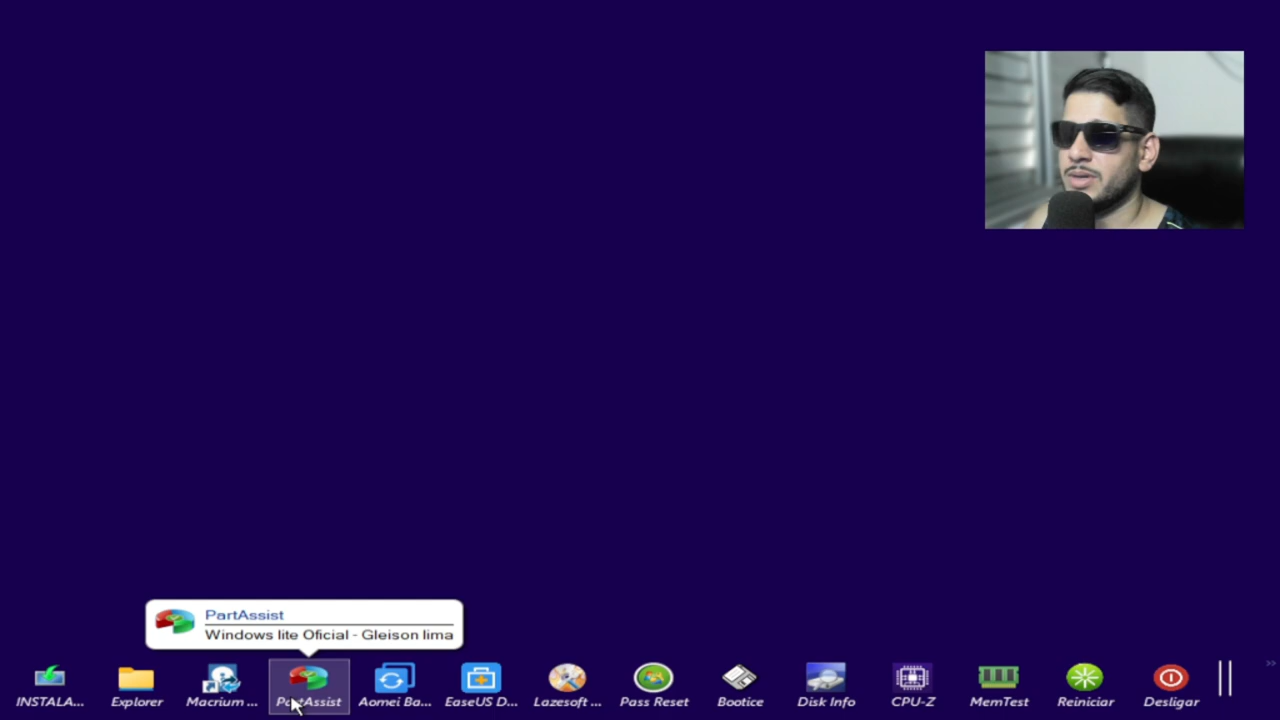 PartAssist
Windows lite Oficial - Gleison lima
INSTALA...
Explorer
Macrium ...
PartAssist
Aomei Ba...
EaseUS D...
Lazesoft ...
Pass Reset
Bootice
Disk Info
CPU-Z
MemTest
Reiniciar
Desligar